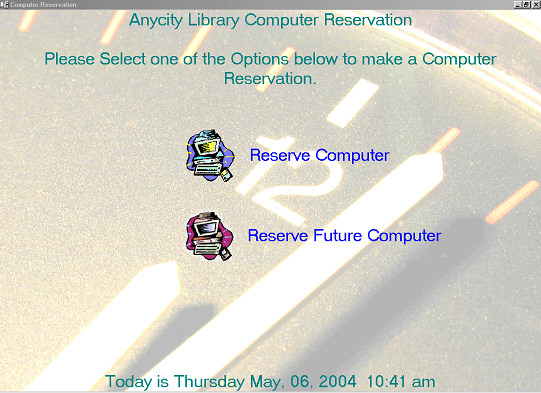 Computer Reservation
Anycity Library Computer Reservation
Please Select one of the Options below to make a Computer
Reservation.
12
Reserve Computer
Reserve Future Computer
Today is Thursday May, 06, 2004 10:41 am